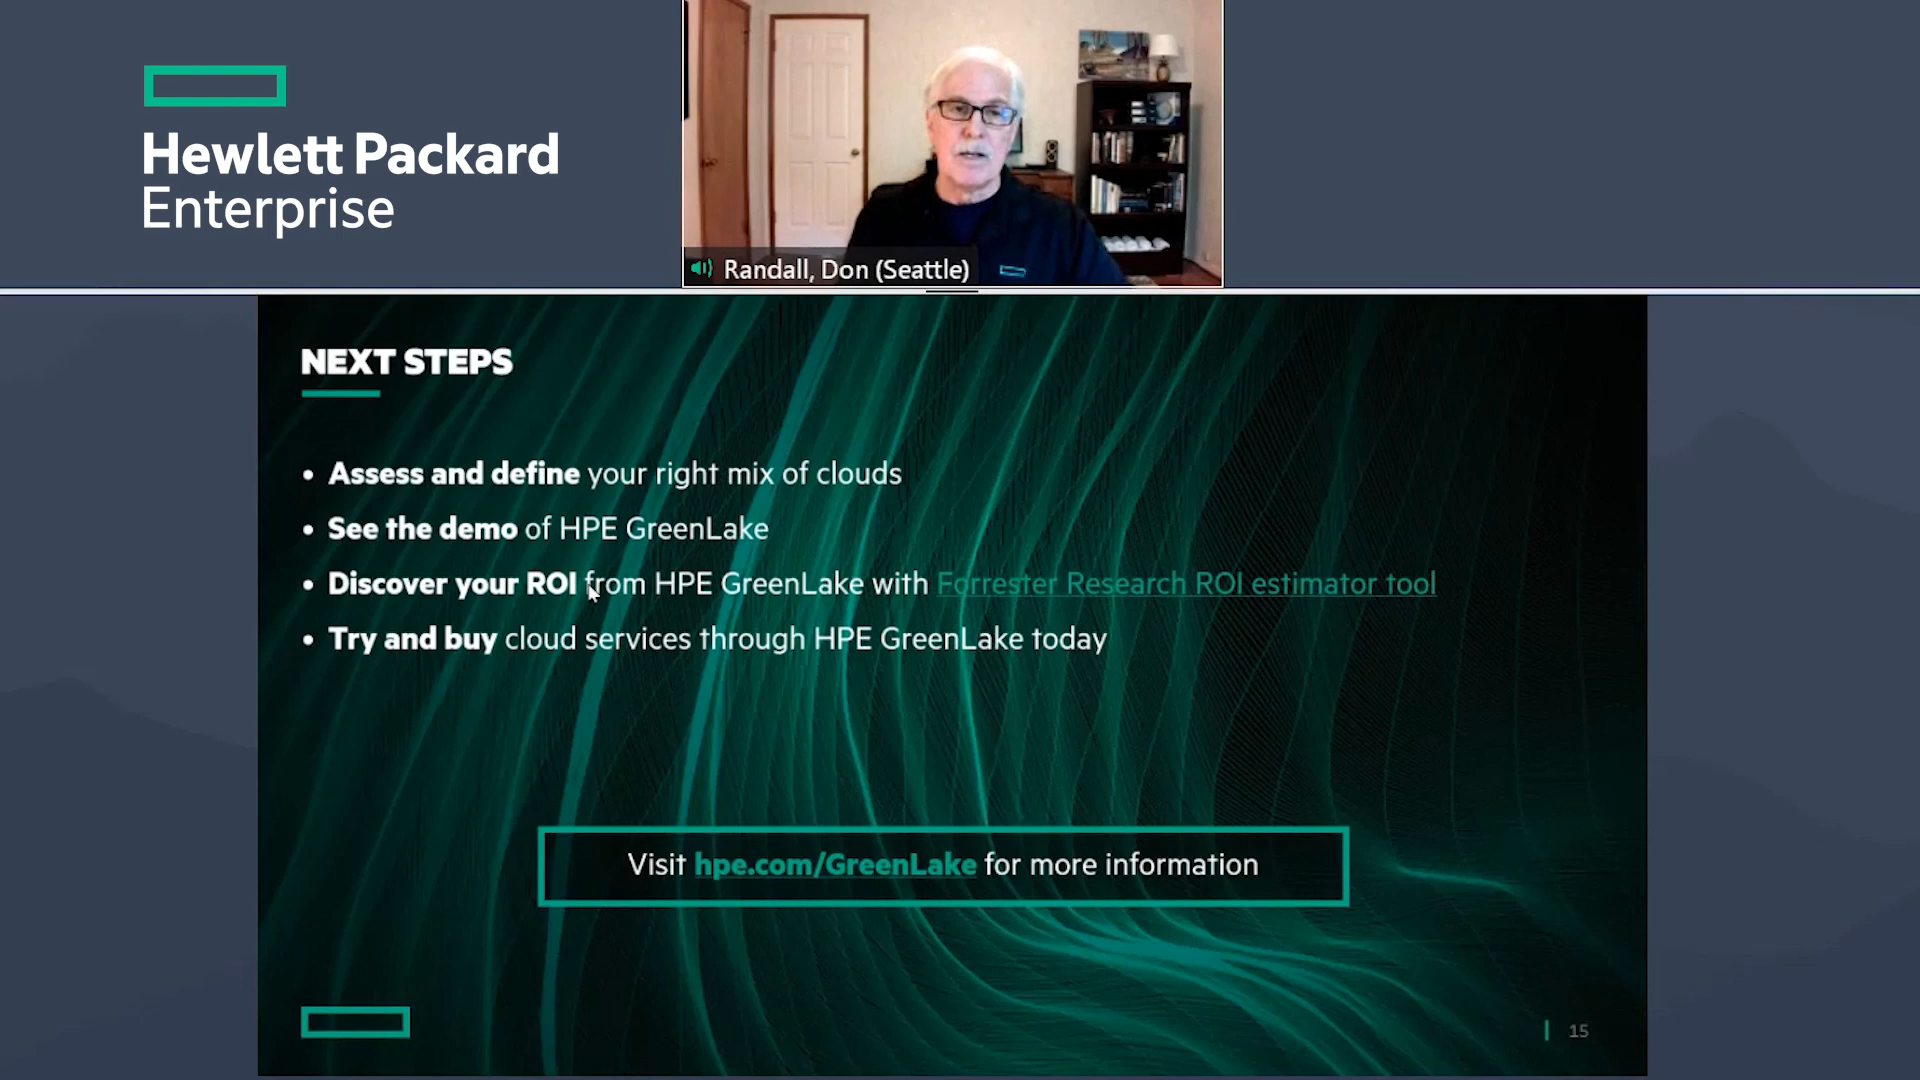 Hewlett Packard
Enterprise
Randall, Don (Seattle)
NEXT STEPS
• Assess and define your right mix of clouds
• See the demo of HPE GreenLake
• Discover your ROI from HPE GreenLake with Forrester Research ROI estimator tool
• Try and buy cloud services through HPE GreenLake today
Visit hpe.com/GreenLake for more information
15